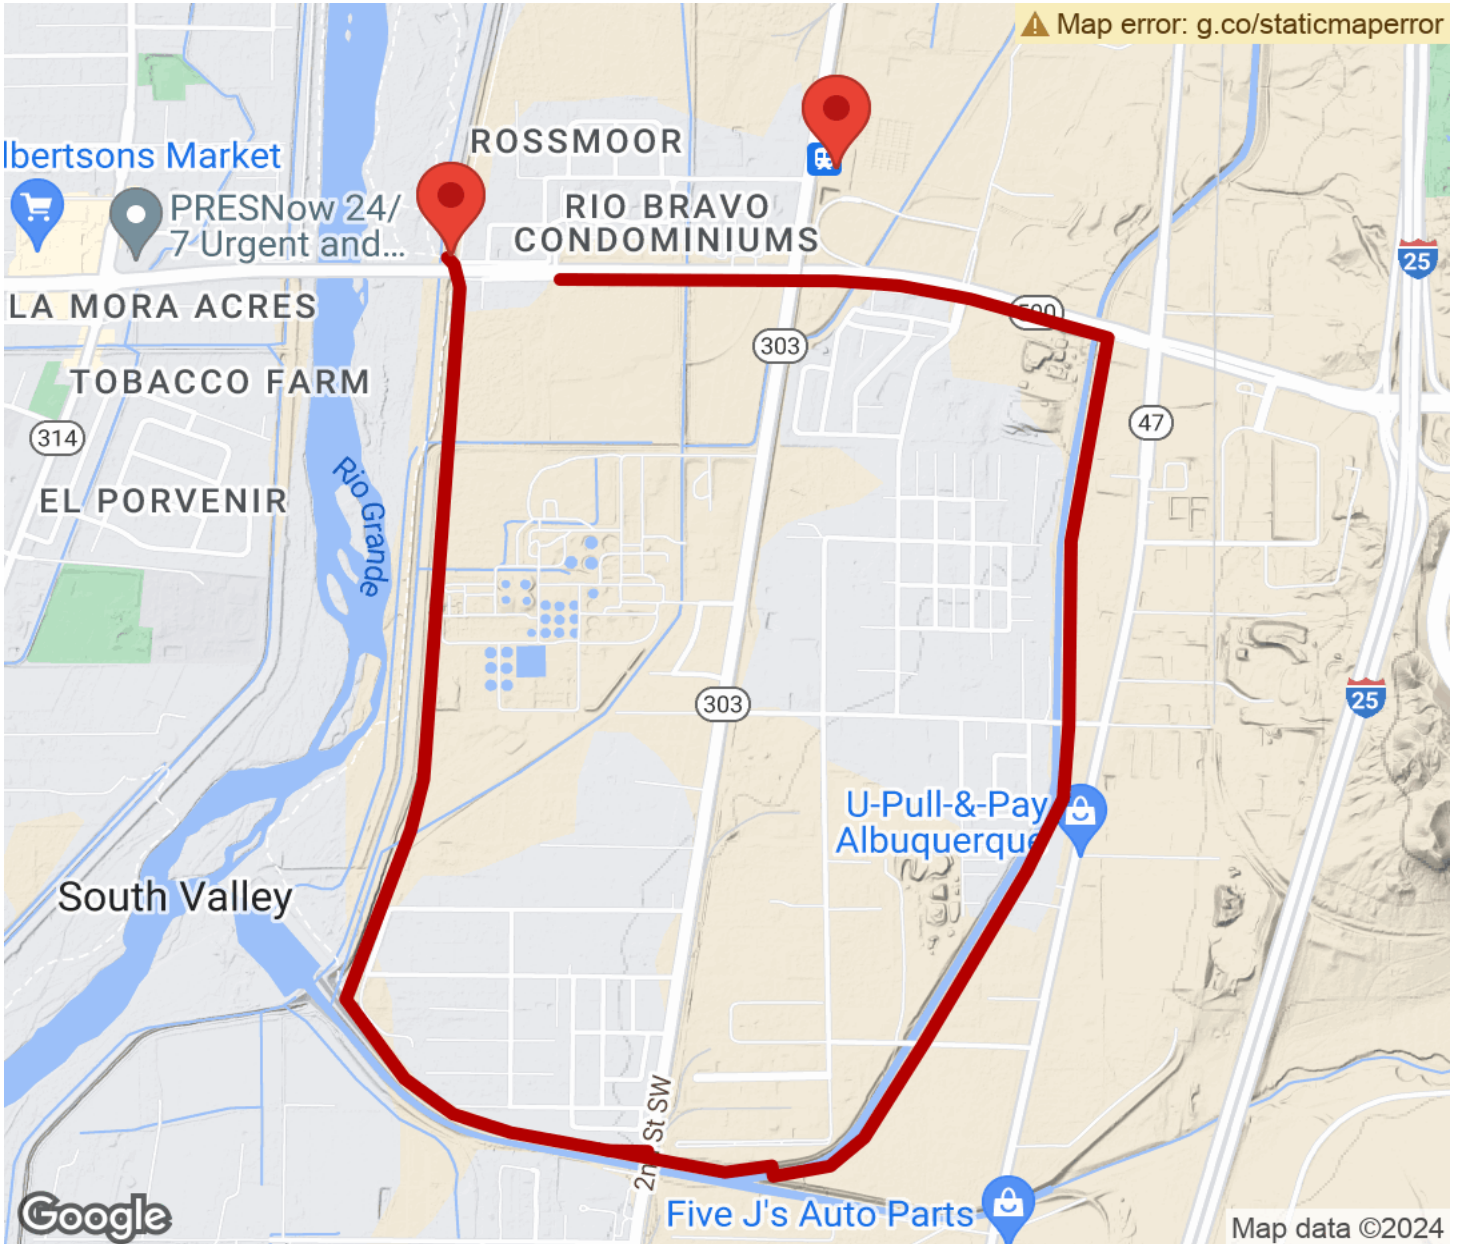 Map error: g.co/staticmaperror
ROSSMOOR
lbertsons Market
PRESNow 24/
7 Urgent and...
RIO BRAVO
CONDOMINIUMS
25
LA MORA ACRES
500
303
TOBACCO FARM
47
314
EL PORVENIR
Rio Grande
303
25
U-Pull-&-Pay
Albuquerque
South Valley
2nd St SW
Five J's Auto Parts
Google
Map data ©2024